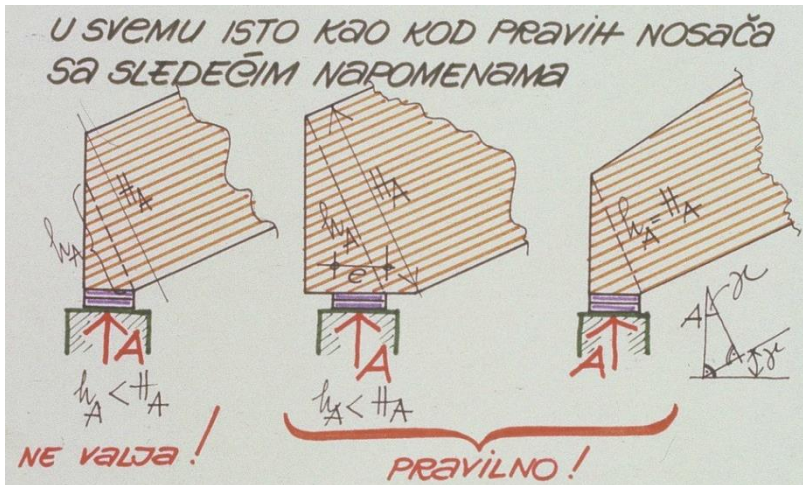 U SVEMU ISTO KAO KOD PRAVIH NOSAČA
SA SLEDEĆIM NAPOMENAMA
H_A
h_A
H_A
h_A
e
h_A=H_A
A
A
A
A
h_A < H_A
h_A < H_A
NE VALJA!
PRAVILNO!